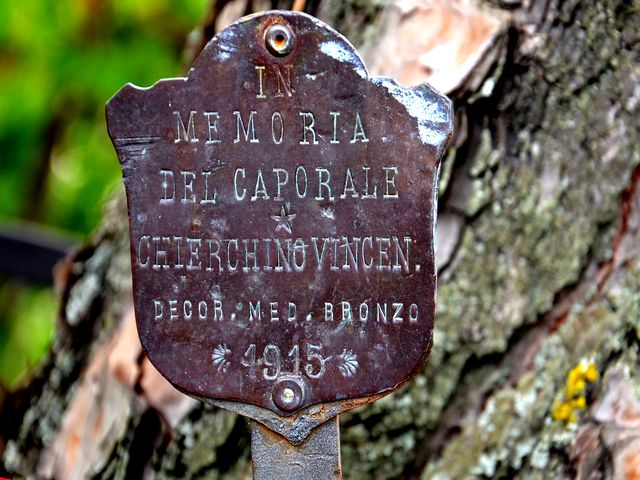 IN
MEMORIA
DEL CAPORALE
CHIERCHINO VINCEN.
DECOR. MED. BRONZO
1915